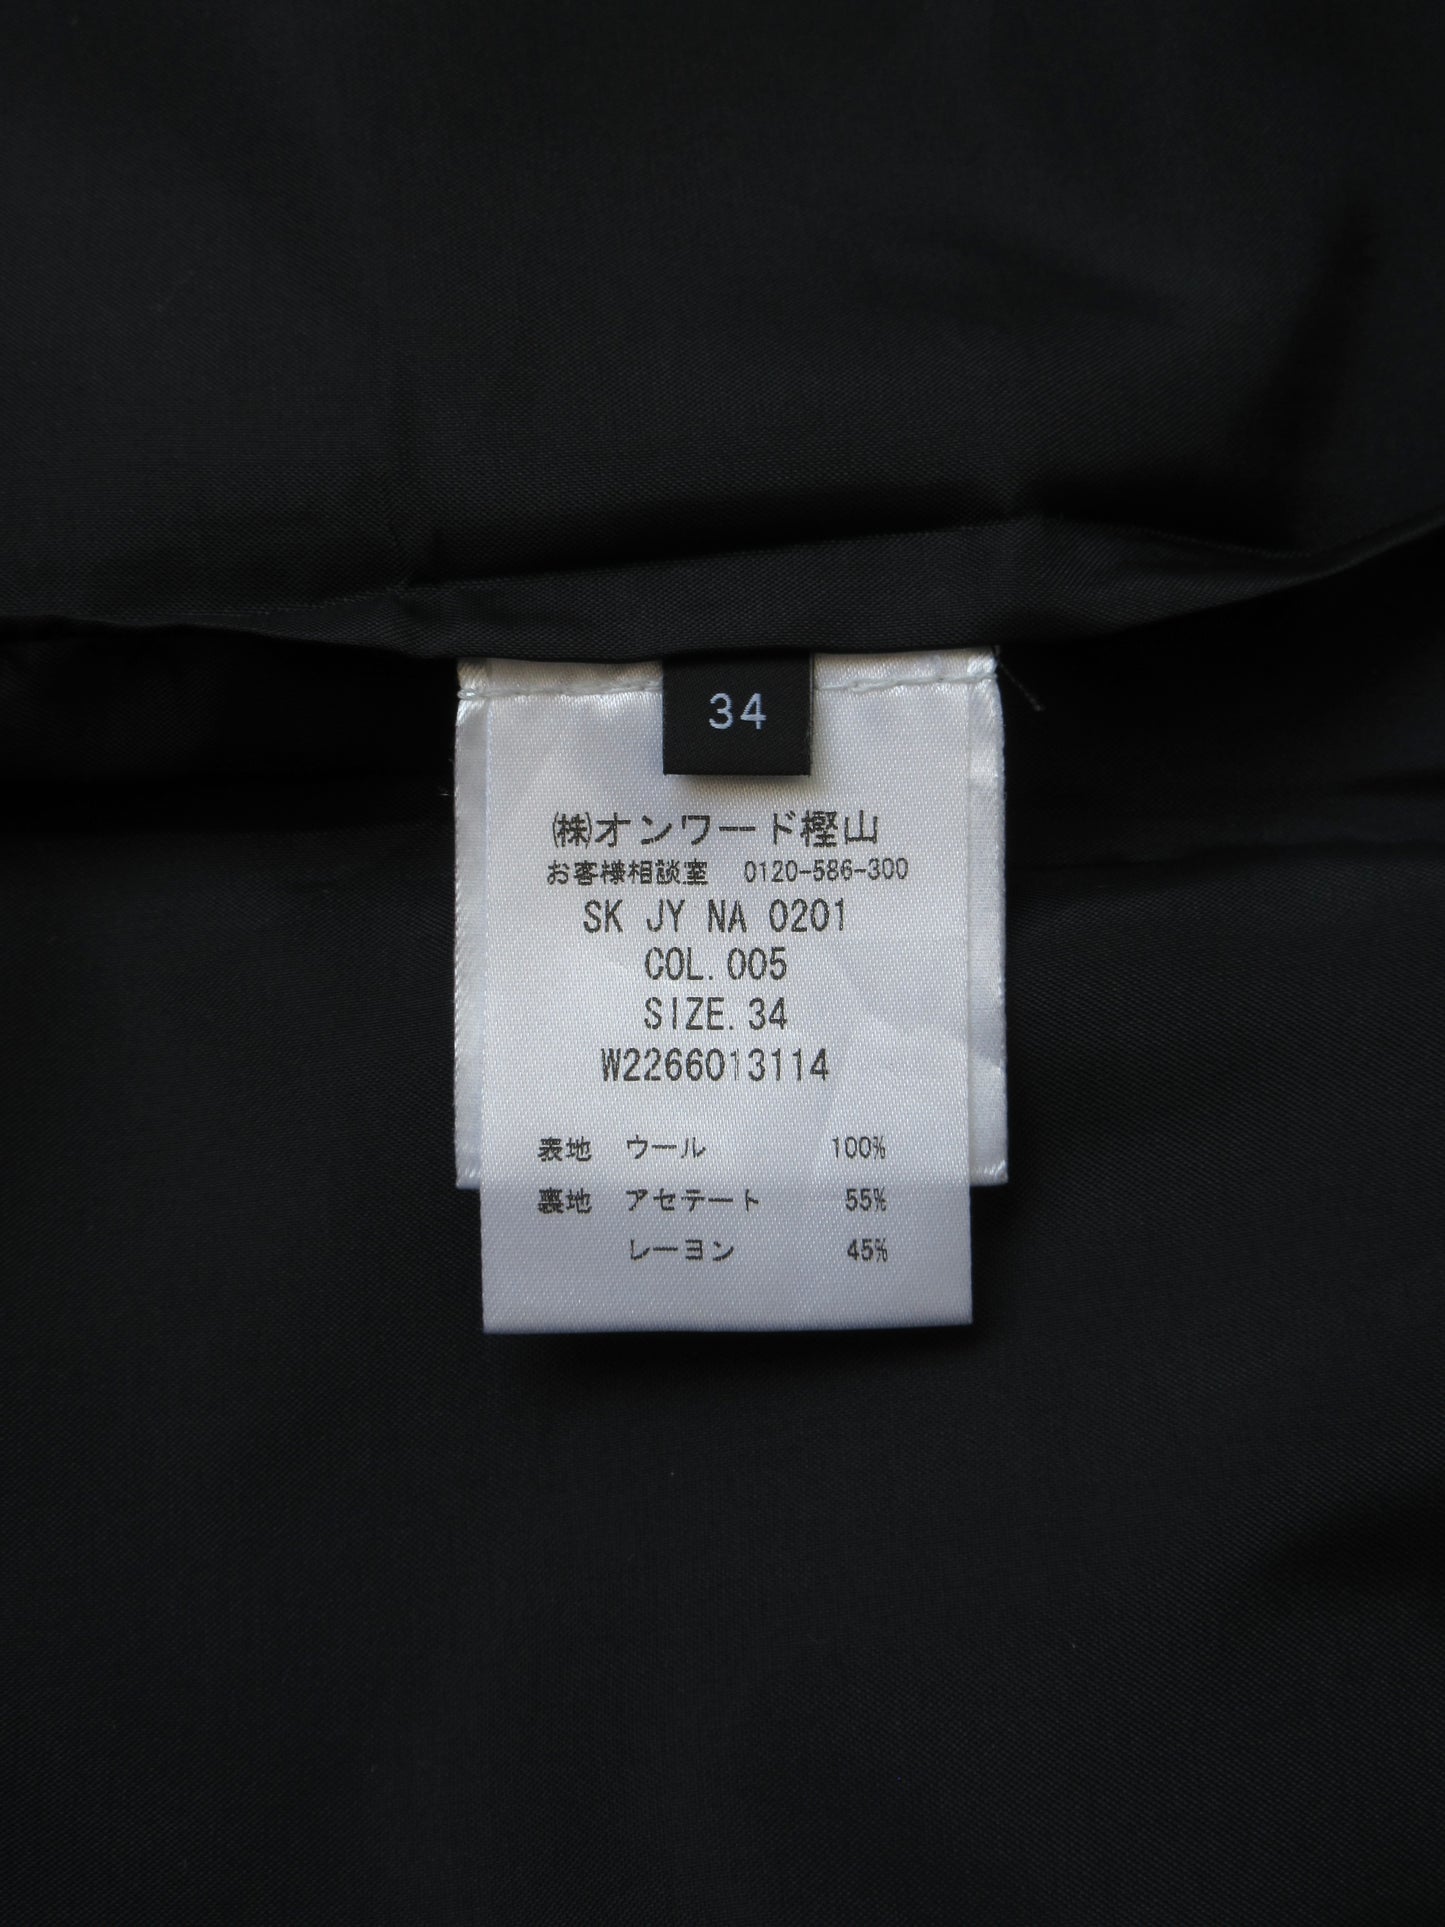 34
㈱オンワード樫山
お客様相談室 0120-586-300
SK JY NA 0201
COL.005
SIZE.34
W2266013114
表地 ウール 100%
裏地 アセテート 55%
レーヨン 45%